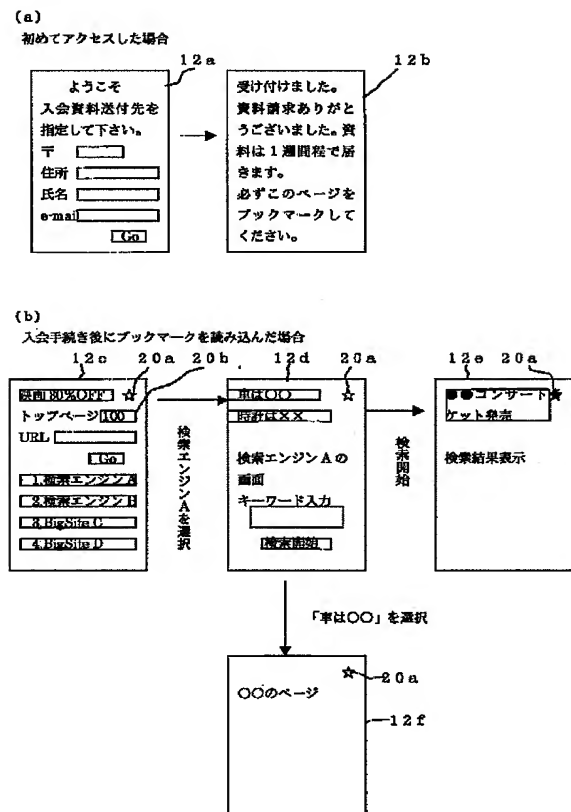 (a)
初めてアクセスした場合
12a
12b
ようこそ
入会資料送付先を
指定して下さい。
〒
住所
氏名
e-mai
Go
受け付けました。
資料請求ありがと
うございました。資
料は1週間程で届
きます。
必ずこのページを
ブックマークして
ください。
(b)
入会手続き後にブックマークを読み込んだ場合
12c 20a 20b 12d 20a 12e 20a
映画80%OFF ☆
トップページ 100
URL
Go
1.検索エンジンA
2.検索エンジンB
3.BigSite C
4.BigSite D
検索エンジンAを選択
車は〇〇 ☆
時計は××
検索エンジンAの
画面
キーワード入力
検索開始
検索開始
●●コンサート★
ケット発売
検索結果表示
「車は〇〇」を選択
☆
20a
〇〇のページ
12f